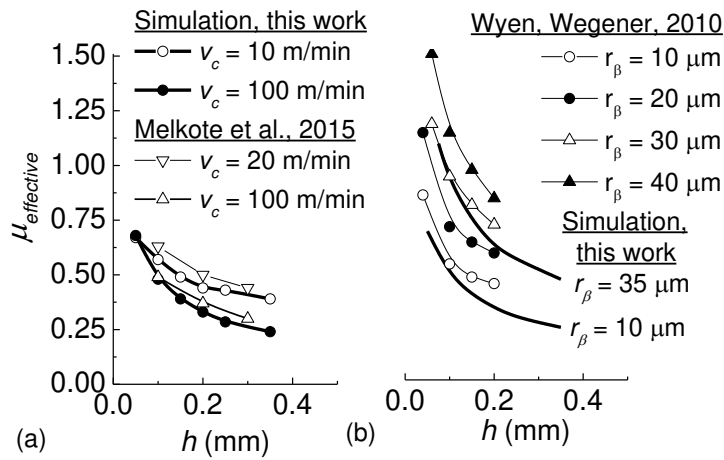 Simulation, this work
v_c = 10 m/min
v_c = 100 m/min
Melkote et al., 2015
v_c = 20 m/min
v_c = 100 m/min
μ_effective
1.50
1.25
1.00
0.75
0.50
0.25
0.00
0.0 0.2 0.4
h (mm)
(a)
Wyen, Wegener, 2010
r_β = 10 μm
r_β = 20 μm
r_β = 30 μm
r_β = 40 μm
Simulation,
this work
r_β = 35 μm
r_β = 10 μm
0.0 0.2 0.4
h (mm)
(b)